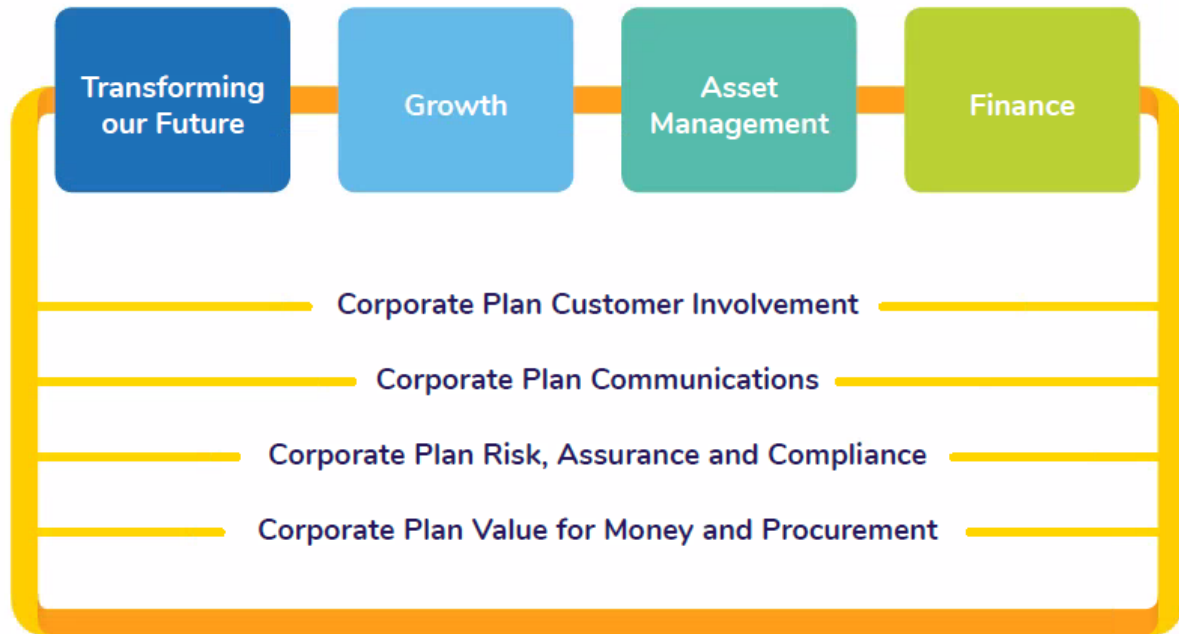 Transforming
our Future
Growth
Asset
Management
Finance
Corporate Plan Customer Involvement
Corporate Plan Communications
Corporate Plan Risk, Assurance and Compliance
Corporate Plan Value for Money and Procurement